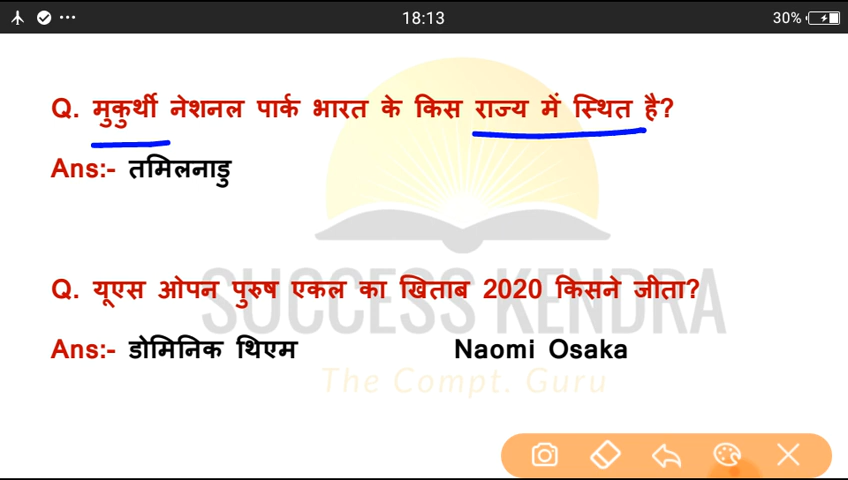 18:13
30%
Q. मुकुर्थी नेशनल पार्क भारत के किस राज्य में स्थित है?
Ans:- तमिलनाडु
SUCCESS KENDRA
Q. यूएस ओपन पुरुष एकल का खिताब 2020 किसने जीता?
Ans:- डोमिनिक थिएम Naomi Osaka
The Compt. Guru